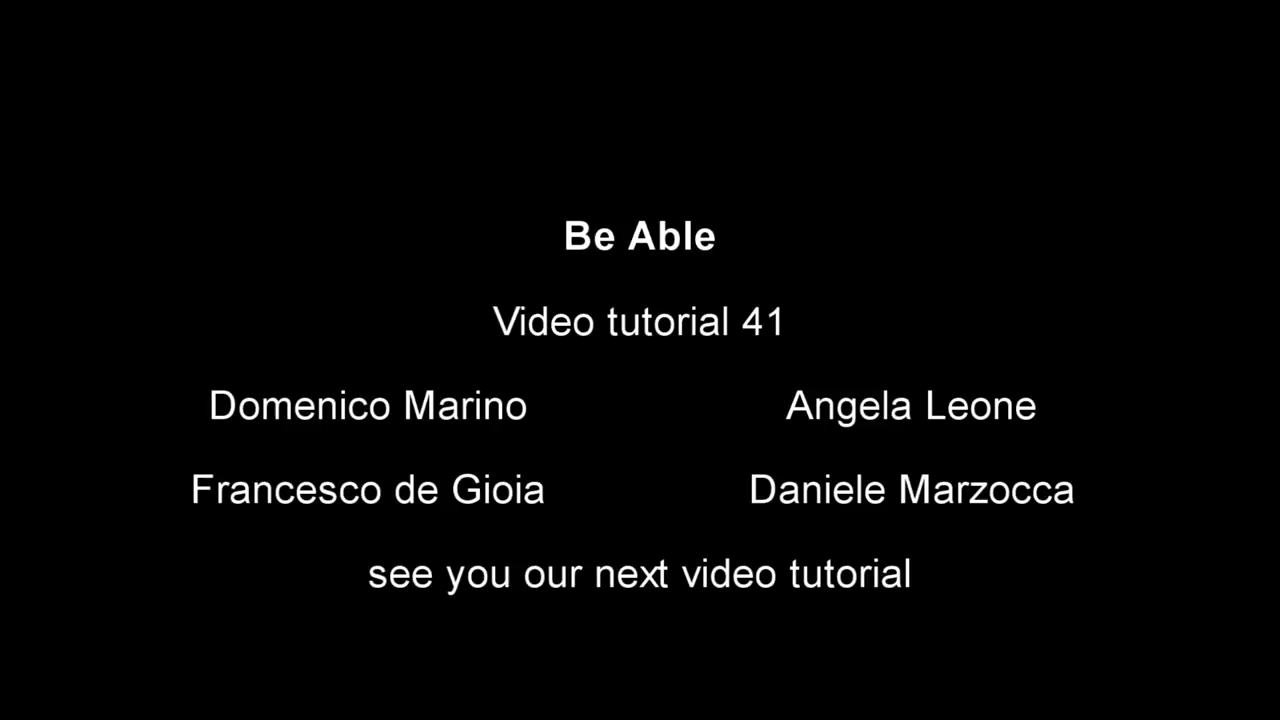 Be Able
Video tutorial 41
Domenico Marino Angela Leone
Francesco de Gioia Daniele Marzocca
see you our next video tutorial